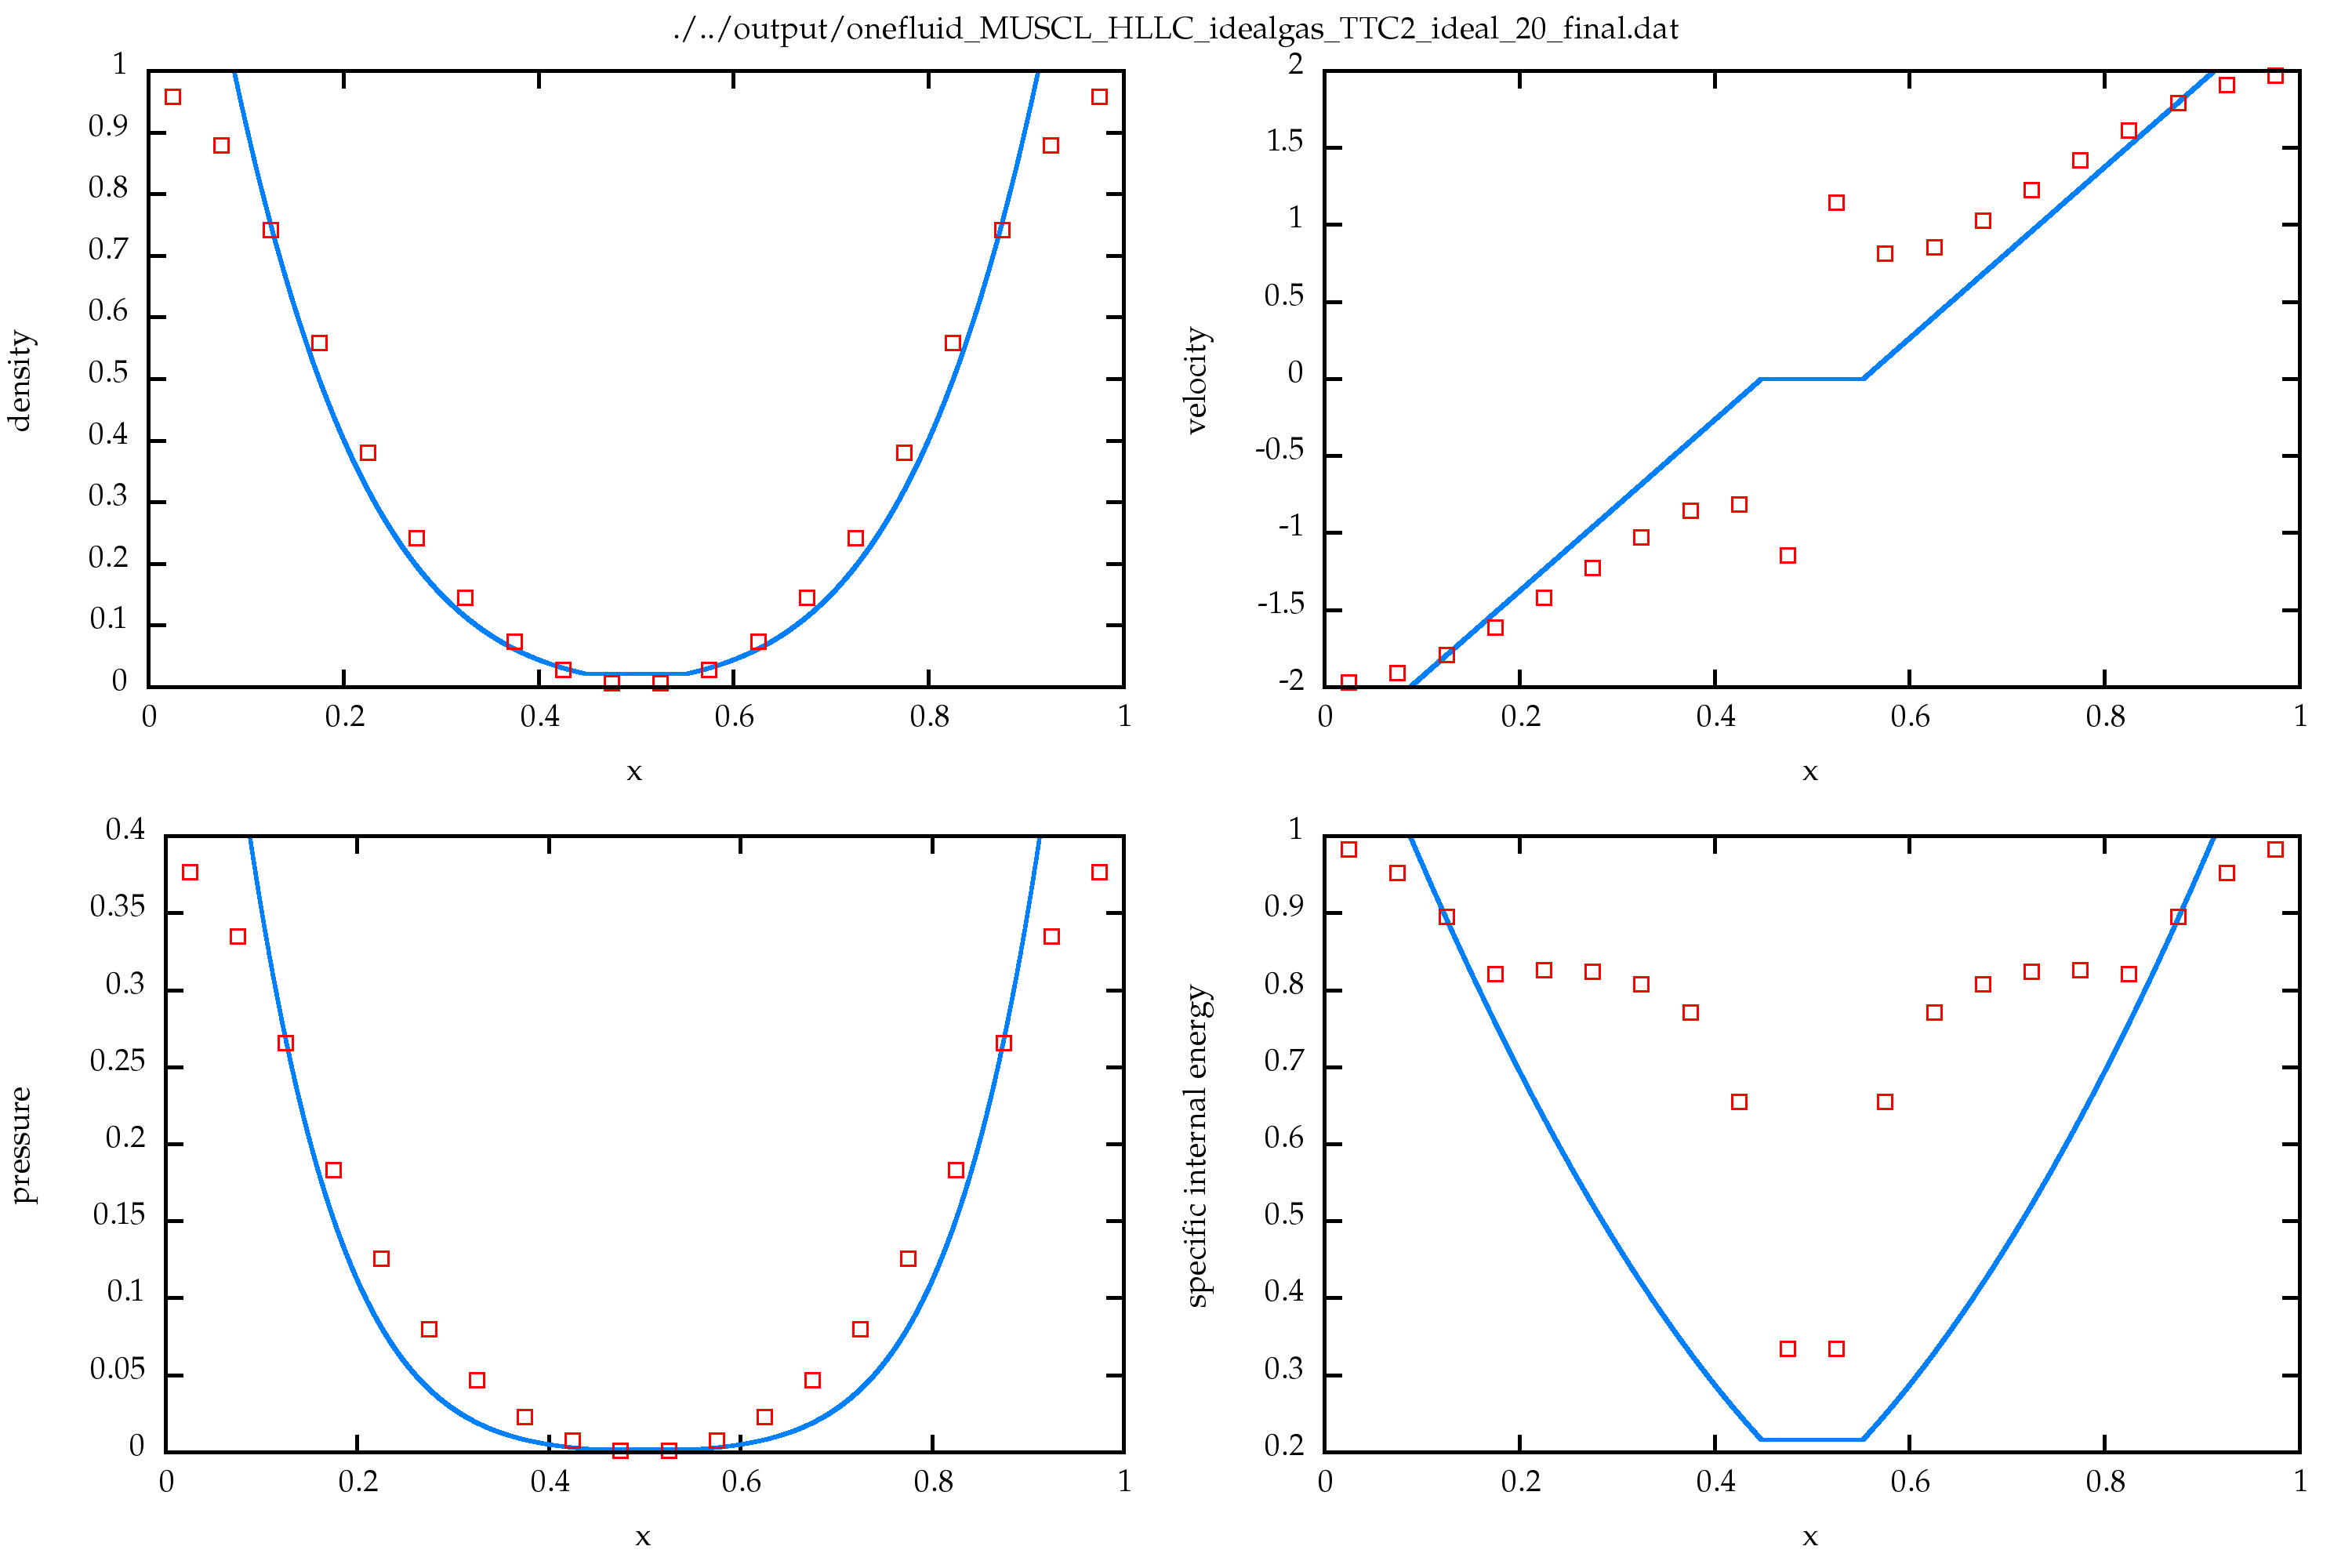 ./../output/onefluid_MUSCL_HLLC_idealgas_TTC2_ideal_20_final.dat
density
1
0.9
0.8
0.7
0.6
0.5
0.4
0.3
0.2
0.1
0
0 0.2 0.4 0.6 0.8 1
x
velocity
2
1.5
1
0.5
0
-0.5
-1
-1.5
-2
0 0.2 0.4 0.6 0.8 1
x
pressure
0.4
0.35
0.3
0.25
0.2
0.15
0.1
0.05
0
0 0.2 0.4 0.6 0.8 1
x
specific internal energy
1
0.9
0.8
0.7
0.6
0.5
0.4
0.3
0.2
0 0.2 0.4 0.6 0.8 1
x